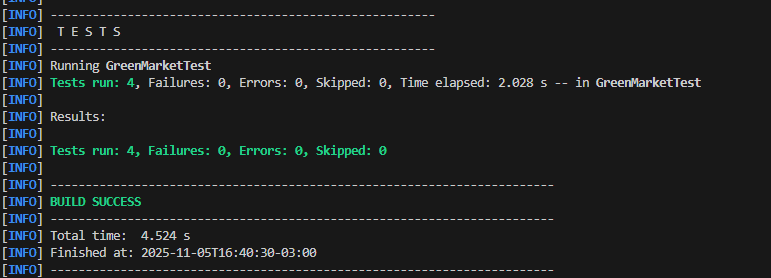 [INFO]
[INFO] -------------------------------------------------------
[INFO]  T E S T S
[INFO] -------------------------------------------------------
[INFO] Running GreenMarketTest
[INFO] Tests run: 4, Failures: 0, Errors: 0, Skipped: 0, Time elapsed: 2.028 s -- in GreenMarketTest
[INFO]
[INFO] Results:
[INFO]
[INFO] Tests run: 4, Failures: 0, Errors: 0, Skipped: 0
[INFO]
[INFO] ------------------------------------------------------------------------
[INFO] BUILD SUCCESS
[INFO] ------------------------------------------------------------------------
[INFO] Total time:  4.524 s
[INFO] Finished at: 2025-11-05T16:40:30-03:00
[INFO] ------------------------------------------------------------------------